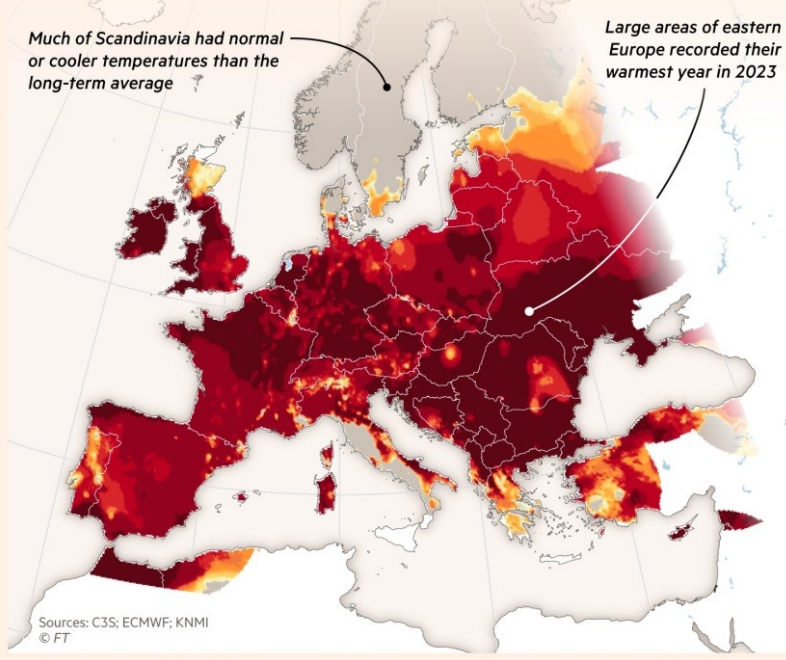 Much of Scandinavia had normal
or cooler temperatures than the
long-term average
Large areas of eastern
Europe recorded their
warmest year in 2023
Sources: C3S; ECMWF; KNMI
© FT